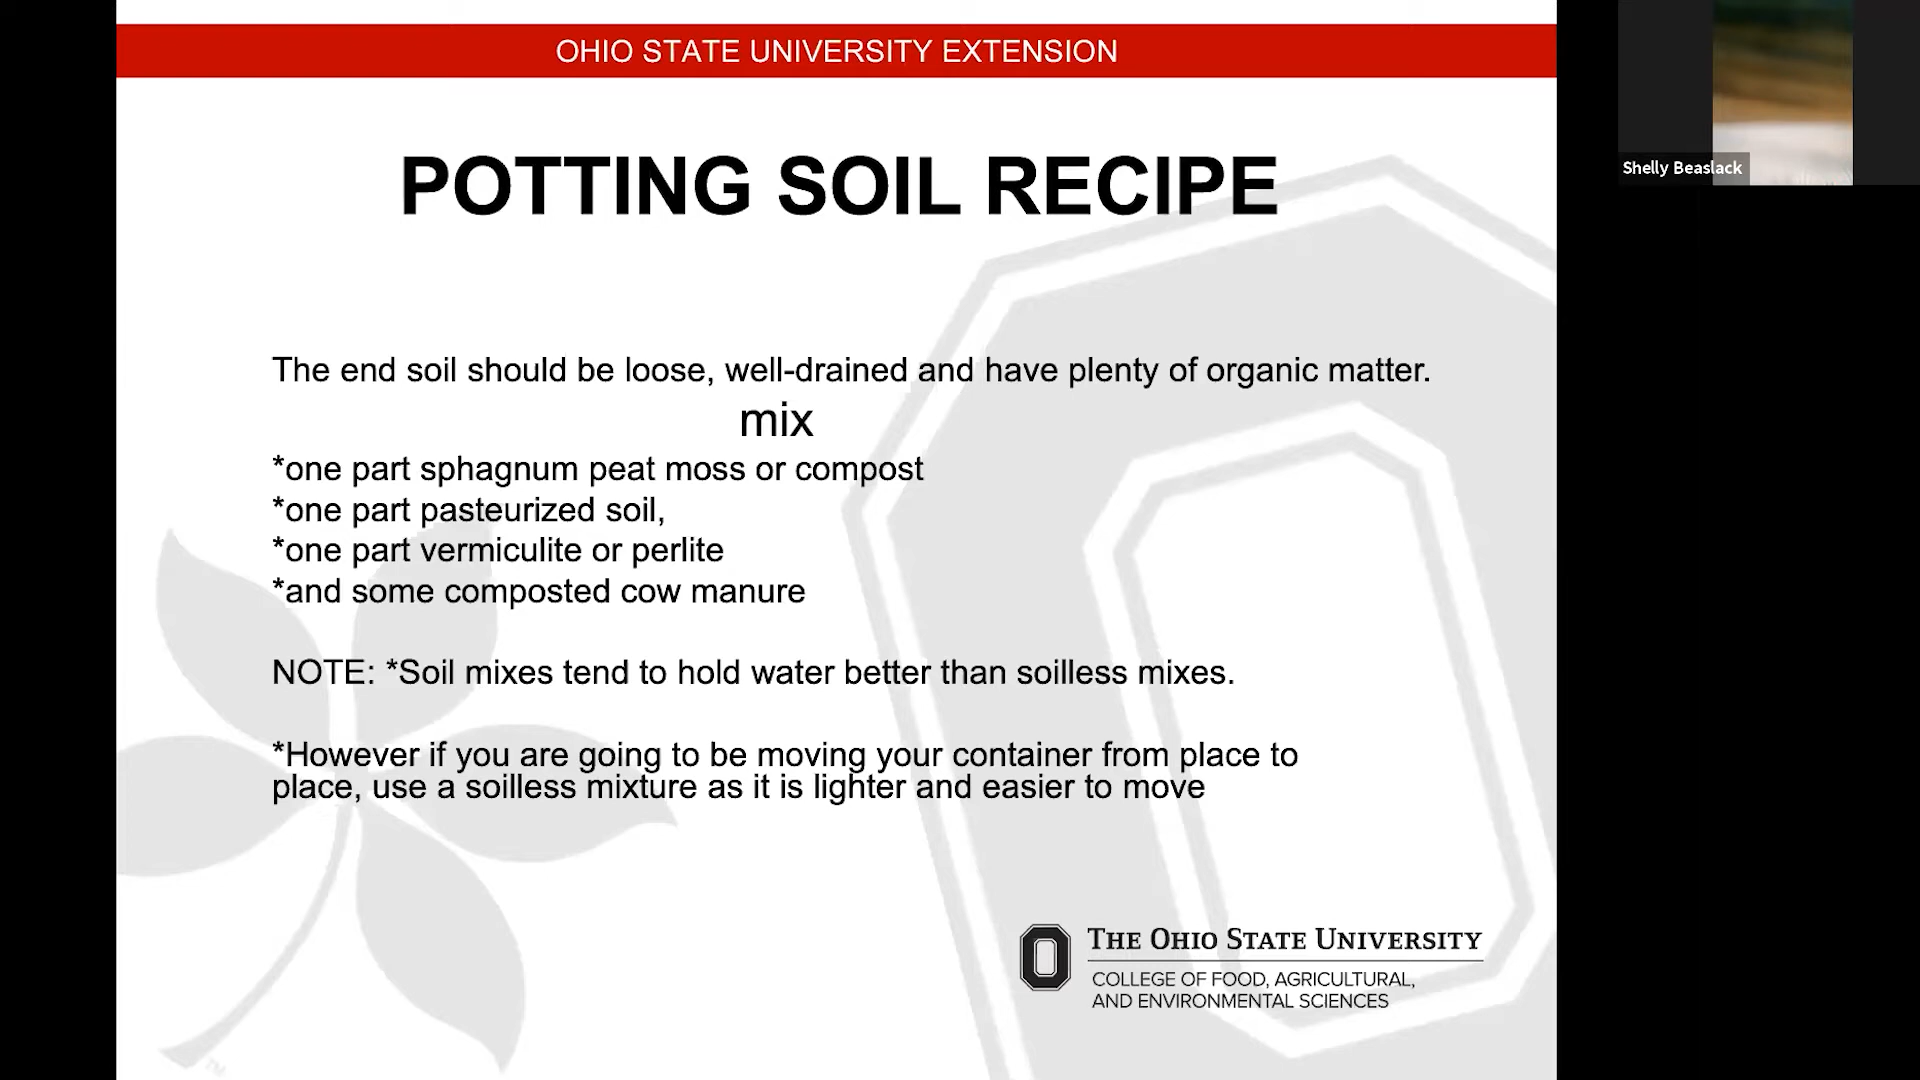 OHIO STATE UNIVERSITY EXTENSION
Shelly Beaslack
POTTING SOIL RECIPE
The end soil should be loose, well-drained and have plenty of organic matter.
mix
*one part sphagnum peat moss or compost
*one part pasteurized soil,
*one part vermiculite or perlite
*and some composted cow manure
NOTE: *Soil mixes tend to hold water better than soilless mixes.
*However if you are going to be moving your container from place to
place, use a soilless mixture as it is lighter and easier to move
THE OHIO STATE UNIVERSITY
COLLEGE OF FOOD, AGRICULTURAL,
AND ENVIRONMENTAL SCIENCES
TM